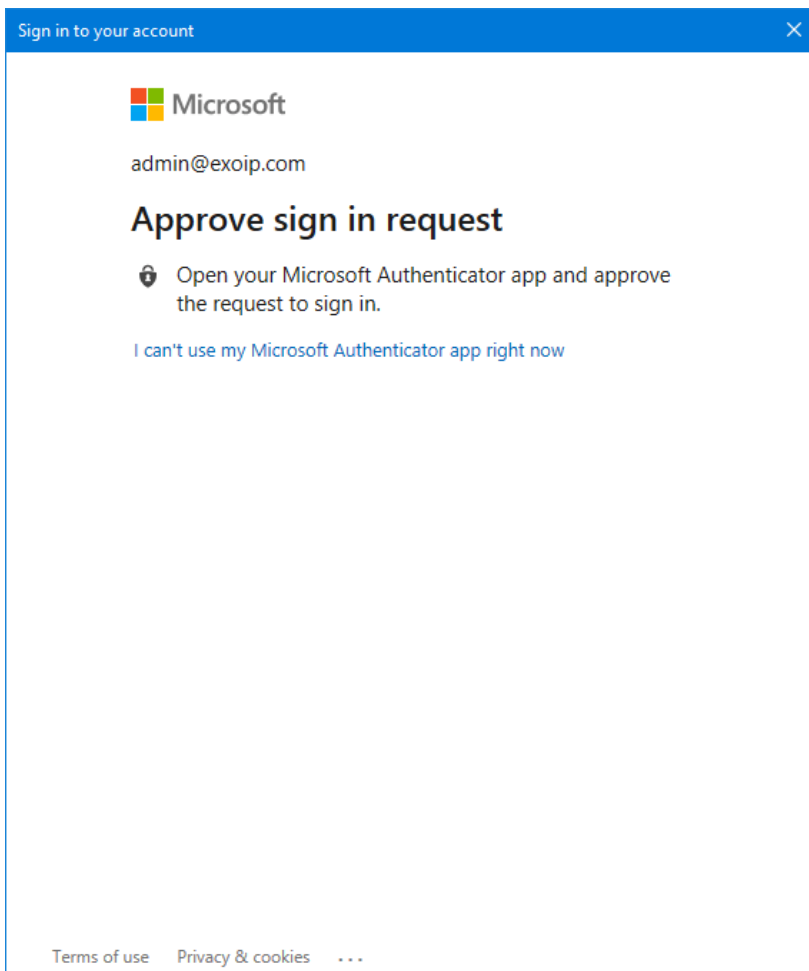 Sign in to your account
Microsoft
admin@exoip.com
Approve sign in request
Open your Microsoft Authenticator app and approve
the request to sign in.
I can't use my Microsoft Authenticator app right now
Terms of use Privacy & cookies ...